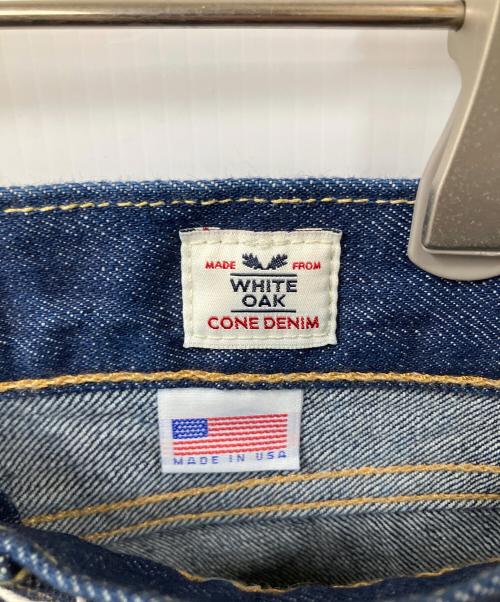 MADE FROM
WHITE
OAK
CONE DENIM
MADE IN USA